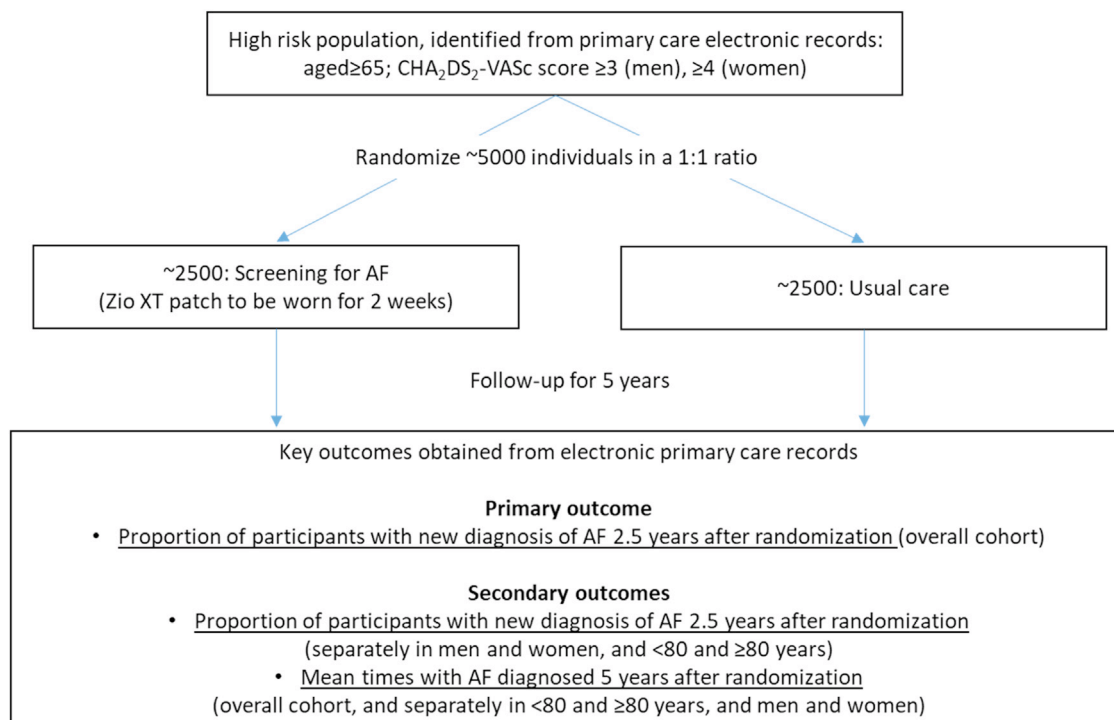 High risk population, identified from primary care electronic records:
aged≥65; CHA₂DS₂-VASc score ≥3 (men), ≥4 (women)
Randomize ~5000 individuals in a 1:1 ratio
~2500: Screening for AF
(Zio XT patch to be worn for 2 weeks)
~2500: Usual care
Follow-up for 5 years
Key outcomes obtained from electronic primary care records
Primary outcome
• Proportion of participants with new diagnosis of AF 2.5 years after randomization (overall cohort)
Secondary outcomes
• Proportion of participants with new diagnosis of AF 2.5 years after randomization
(separately in men and women, and <80 and ≥80 years)
• Mean times with AF diagnosed 5 years after randomization
(overall cohort, and separately in <80 and ≥80 years, and men and women)